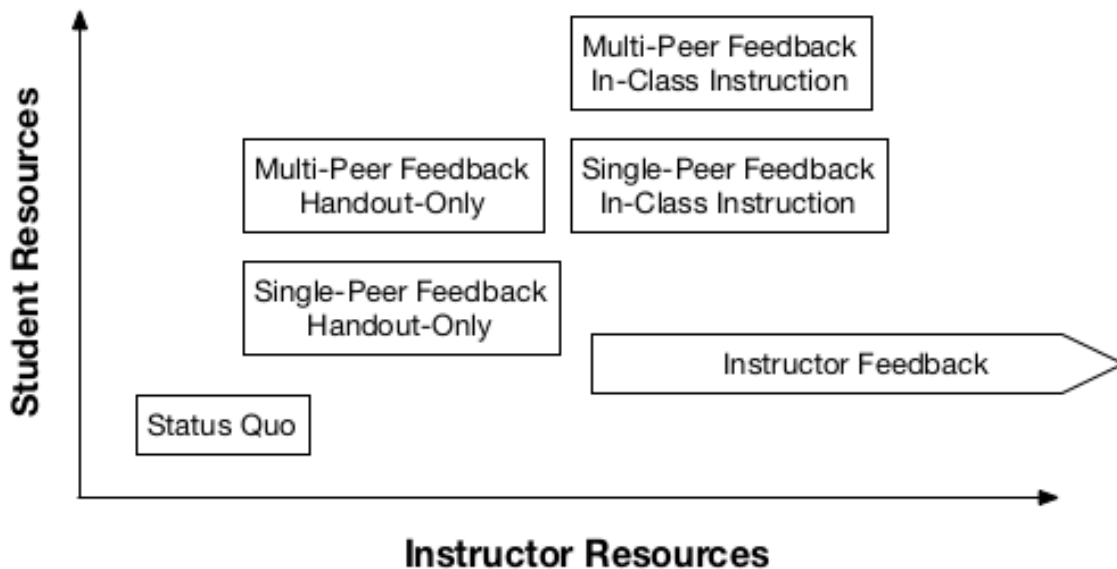 Student Resources
Multi-Peer Feedback
In-Class Instruction
Multi-Peer Feedback
Handout-Only
Single-Peer Feedback
In-Class Instruction
Single-Peer Feedback
Handout-Only
Instructor Feedback
Status Quo
Instructor Resources